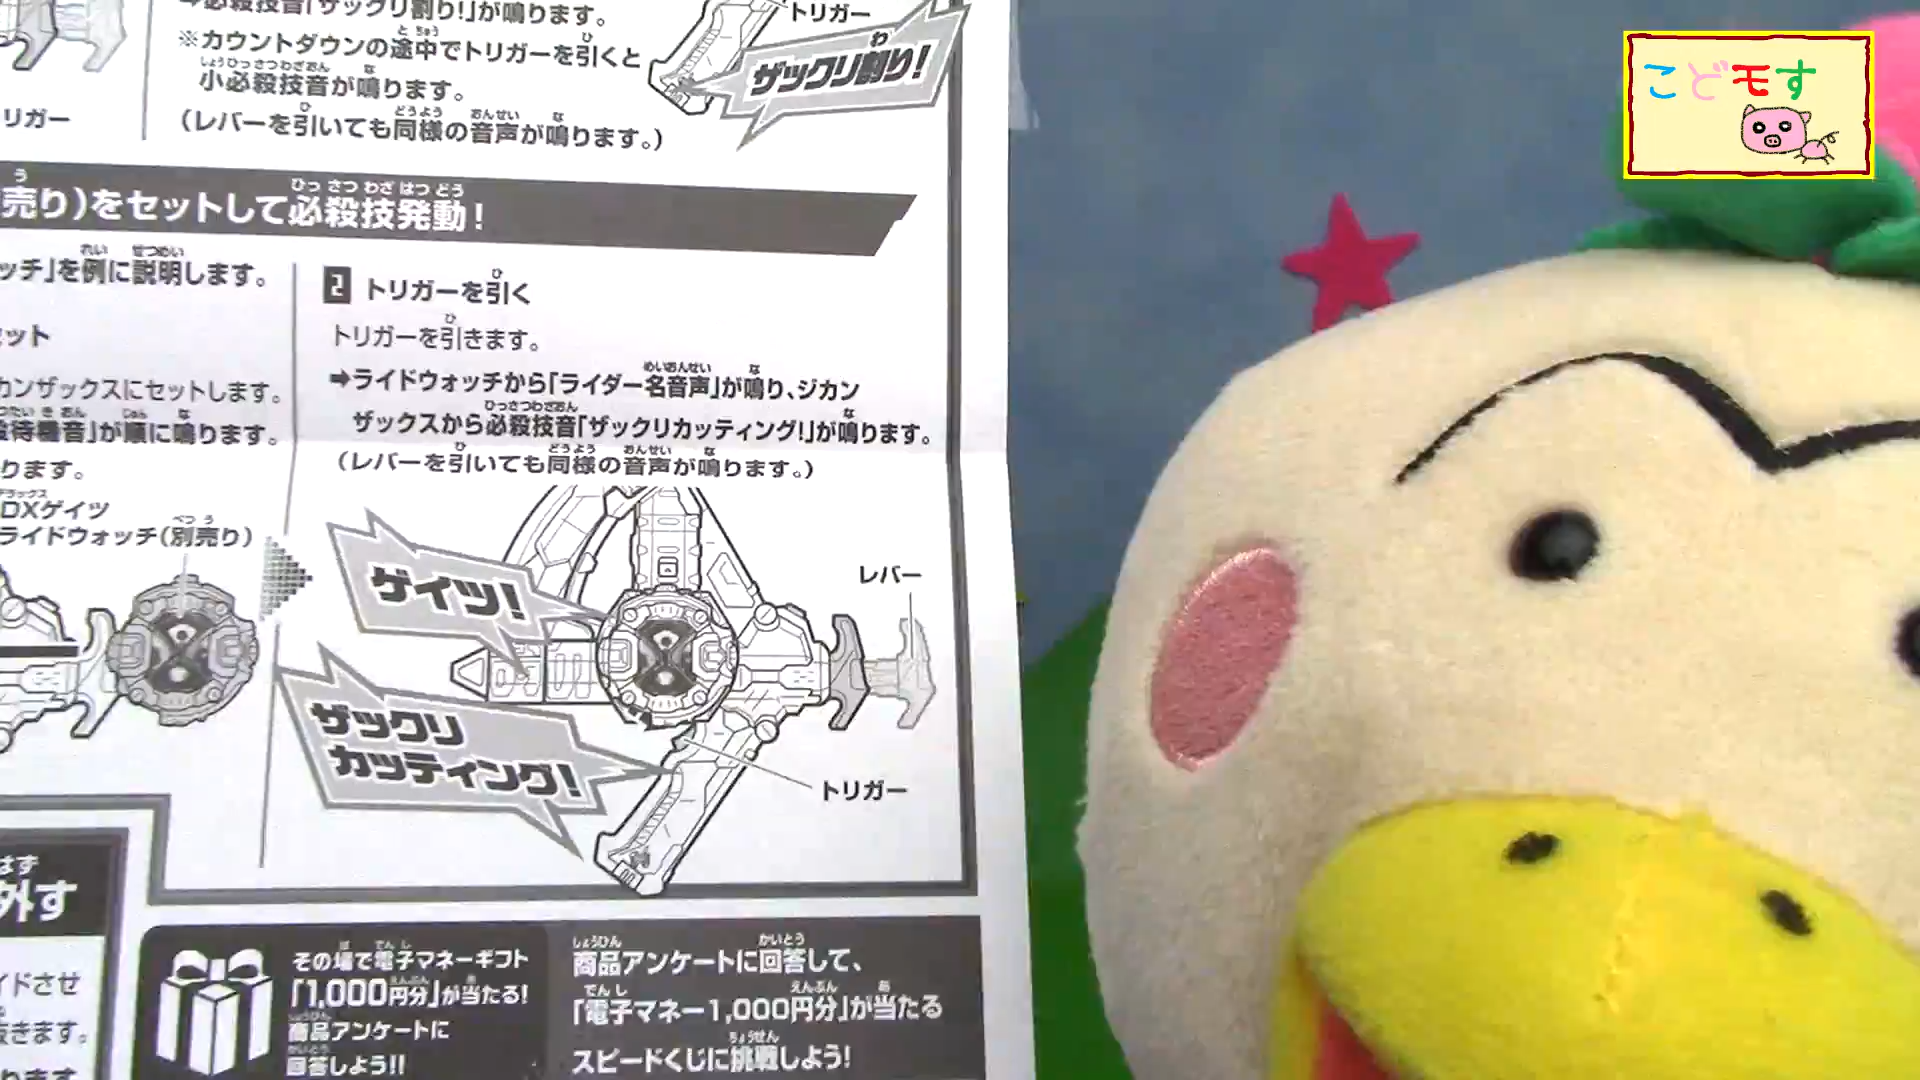 ➡必殺技音「ザックリ割り!」が鳴ります。
※カウントダウンの途中でトリガーを引くと
小必殺技音が鳴ります。
(レバーを引いても同様の音声が鳴ります。)
リガー
トリガー
ザックリ割り!
こどモす
売り)をセットして必殺技発動!
ッチ」を例に説明します。
セット
カンザックスにセットします。
待機音」が順に鳴ります。
ります。
DXゲイツ
ライドウォッチ(別売り)
2 トリガーを引く
トリガーを引きます。
➡ライドウォッチから「ライダー名音声」が鳴り、ジカン
ザックスから必殺技音「ザックリカッティング!」が鳴ります。
(レバーを引いても同様の音声が鳴ります。)
ゲイツ!
レバー
ザックリ
カッティング!
トリガー
はず
外す
イドさせ
抜きます。
ります
その場で電子マネーギフト
「1,000円分」が当たる!
商品アンケートに
回答しよう!!
商品アンケートに回答して、
「電子マネー1,000円分」が当たる
スピードくじに挑戦しよう!